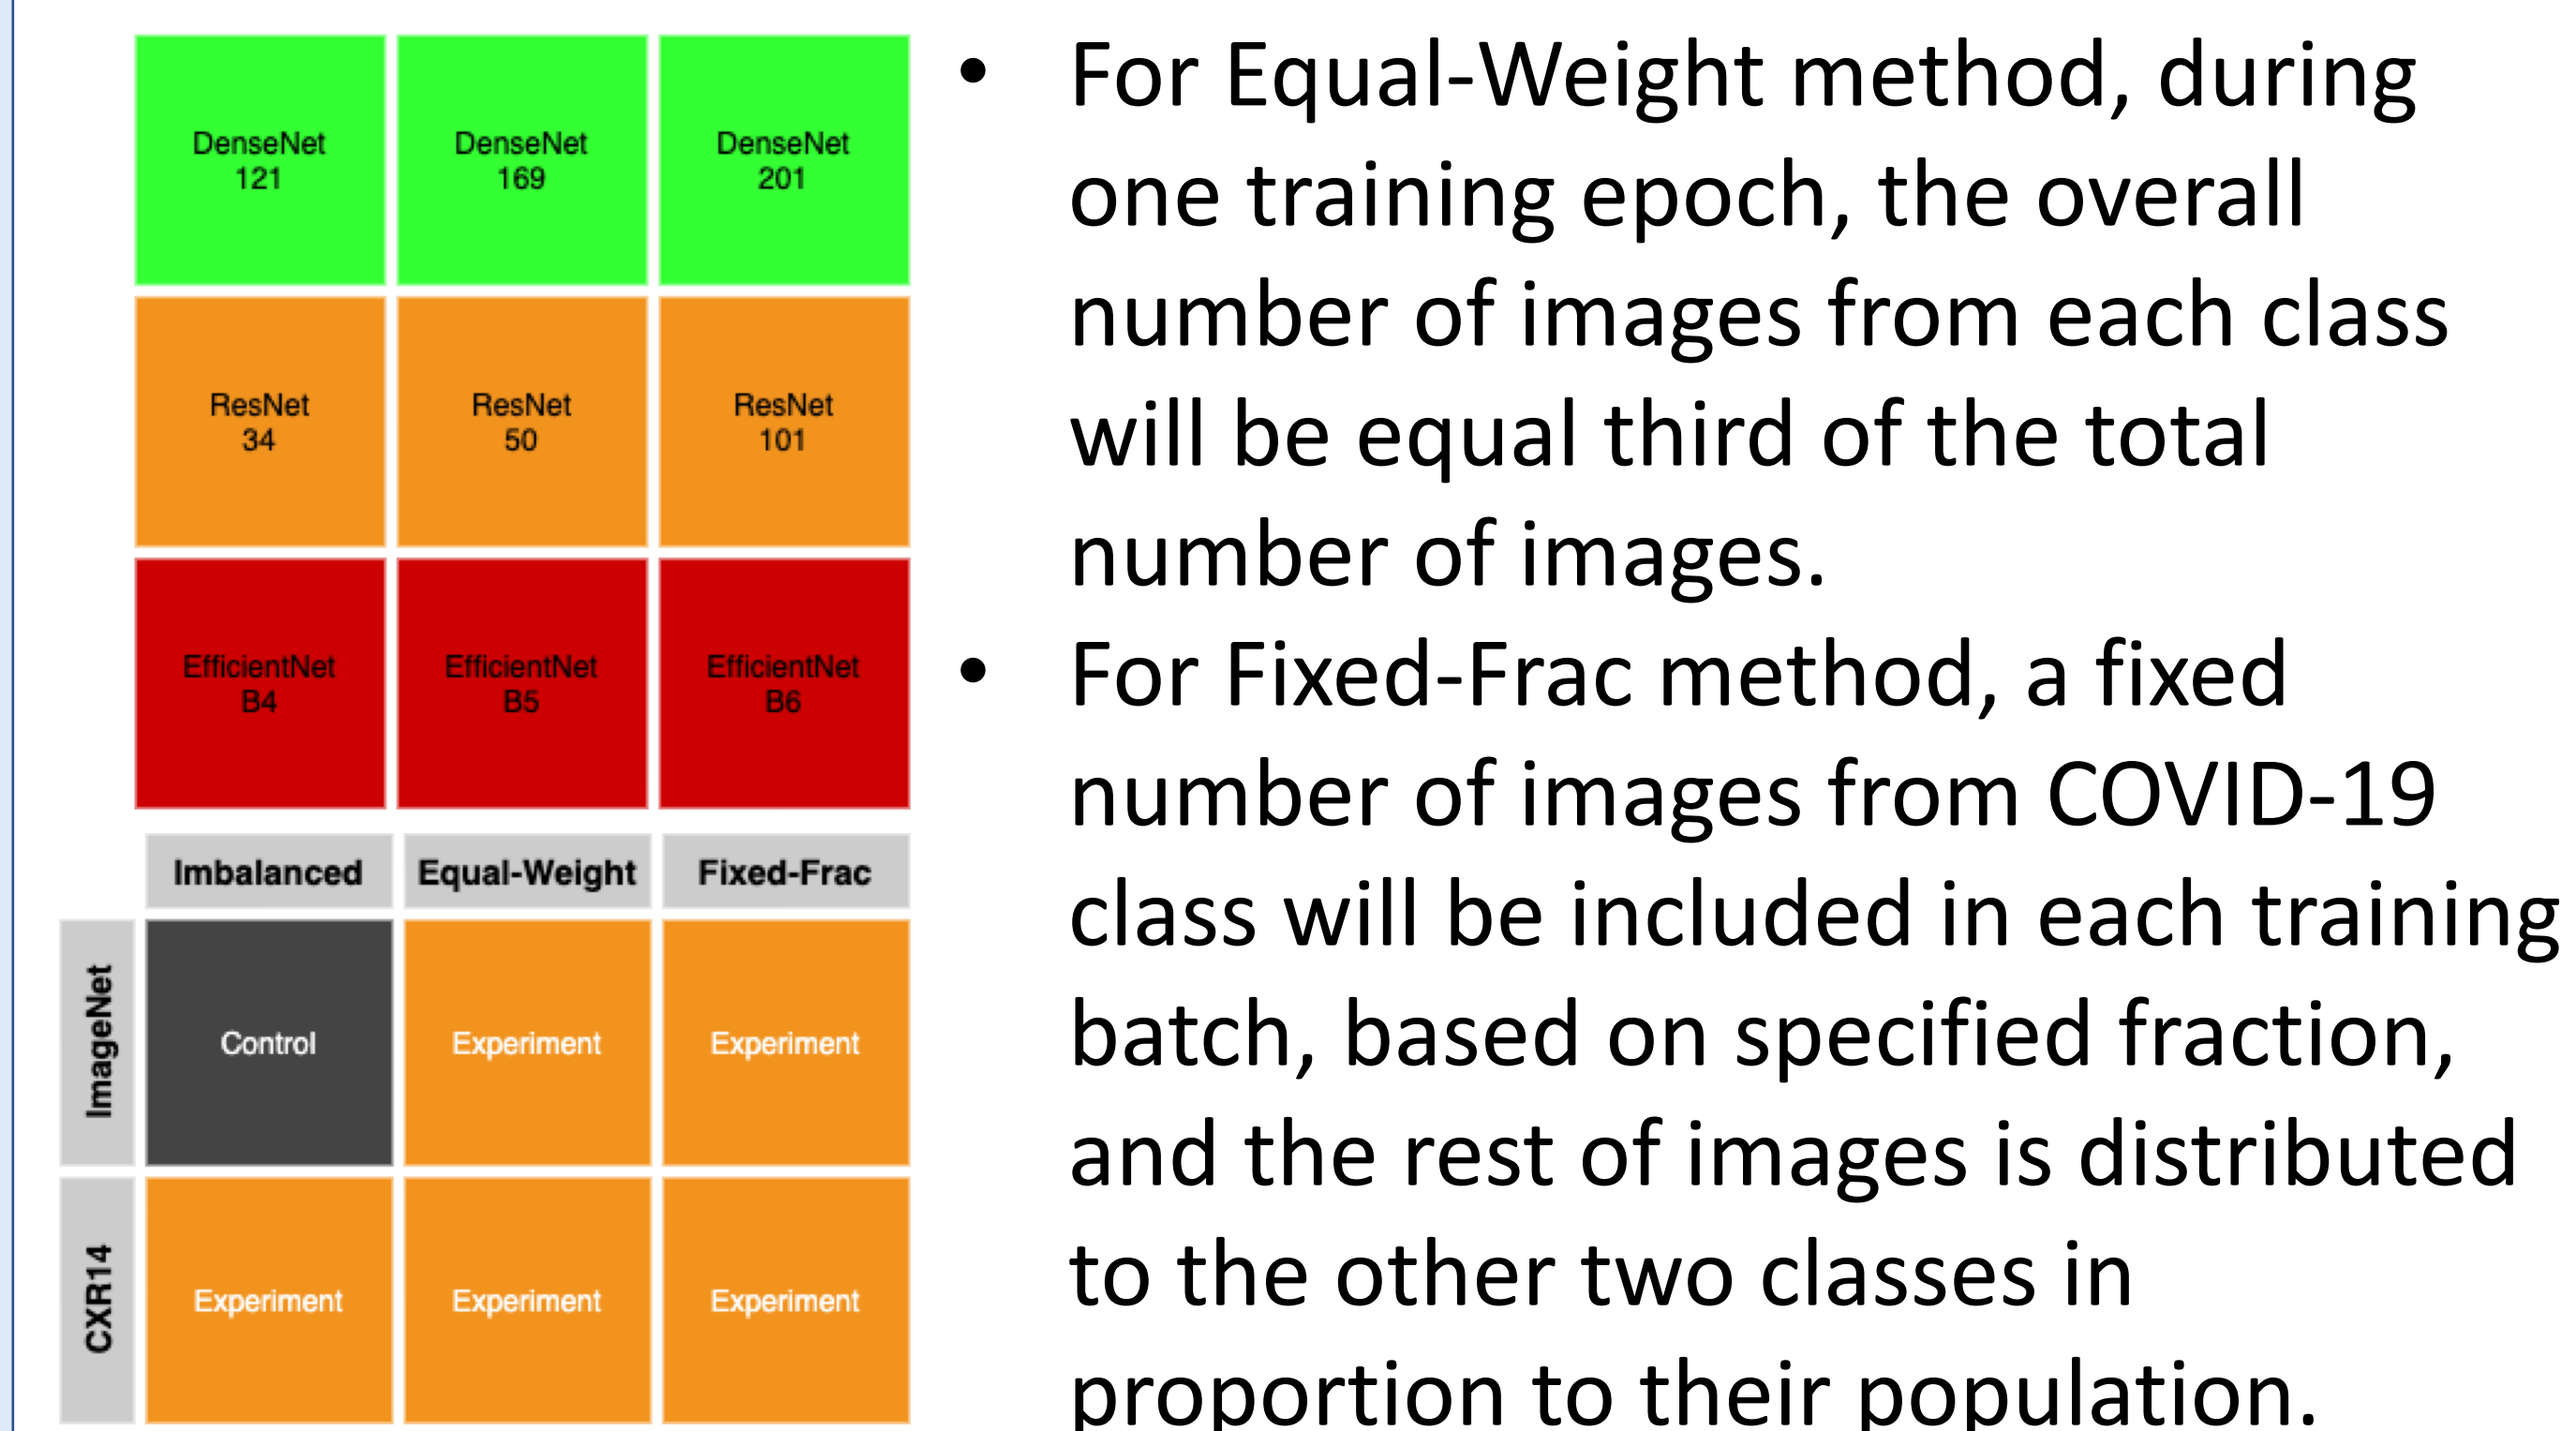 DenseNet
121
DenseNet
169
DenseNet
201
ResNet
34
ResNet
50
ResNet
101
EfficientNet
B4
EfficientNet
B5
EfficientNet
B6
Imbalanced
Equal-Weight
Fixed-Frac
ImageNet
Control
Experiment
Experiment
CXR14
Experiment
Experiment
Experiment
• For Equal-Weight method, during
one training epoch, the overall
number of images from each class
will be equal third of the total
number of images.
• For Fixed-Frac method, a fixed
number of images from COVID-19
class will be included in each training
batch, based on specified fraction,
and the rest of images is distributed
to the other two classes in
proportion to their population.